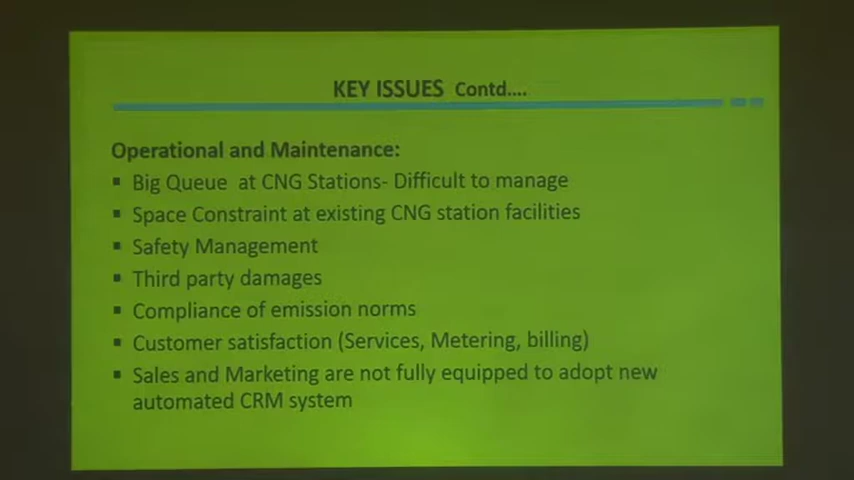 KEY ISSUES Contd....
Operational and Maintenance:
▪ Big Queue at CNG Stations- Difficult to manage
▪ Space Constraint at existing CNG station facilities
▪ Safety Management
▪ Third party damages
▪ Compliance of emission norms
▪ Customer satisfaction (Services, Metering, billing)
▪ Sales and Marketing are not fully equipped to adopt new
automated CRM system